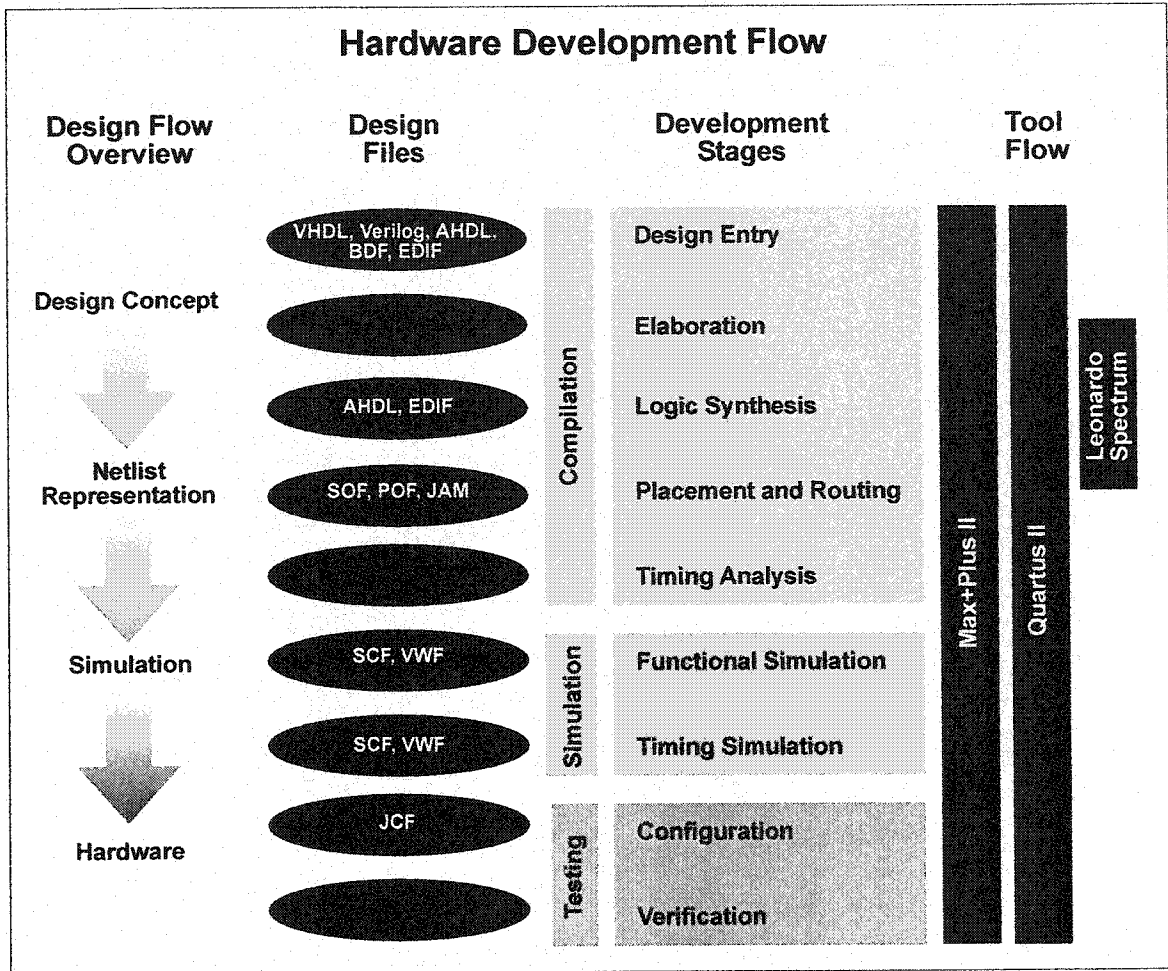 Hardware Development Flow
Design Flow
Overview
Design
Files
Development
Stages
Tool
Flow
Design Concept
Netlist
Representation
Simulation
Hardware
VHDL, Verilog, AHDL,
BDF, EDIF
AHDL, EDIF
SOF, POF, JAM
SCF, VWF
SCF, VWF
JCF
Compilation
Simulation
Testing
Design Entry
Elaboration
Logic Synthesis
Placement and Routing
Timing Analysis
Functional Simulation
Timing Simulation
Configuration
Verification
Max+Plus II
Quartus II
Leonardo
Spectrum